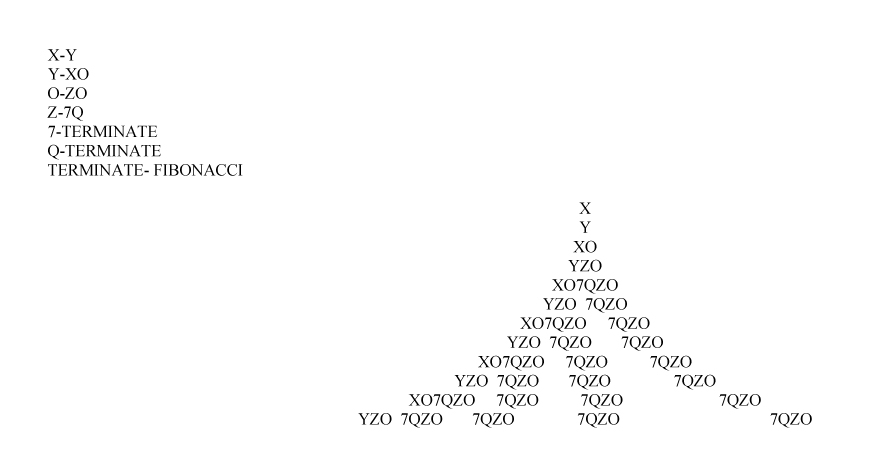 X-Y
Y-XO
O-ZO
Z-7Q
7-TERMINATE
Q-TERMINATE
TERMINATE- FIBONACCI
X
Y
XO
YZO
XO7QZO
YZO 7QZO
XO7QZO 7QZO
YZO 7QZO 7QZO
XO7QZO 7QZO 7QZO
YZO 7QZO 7QZO 7QZO
XO7QZO 7QZO 7QZO 7QZO
YZO 7QZO 7QZO 7QZO 7QZO